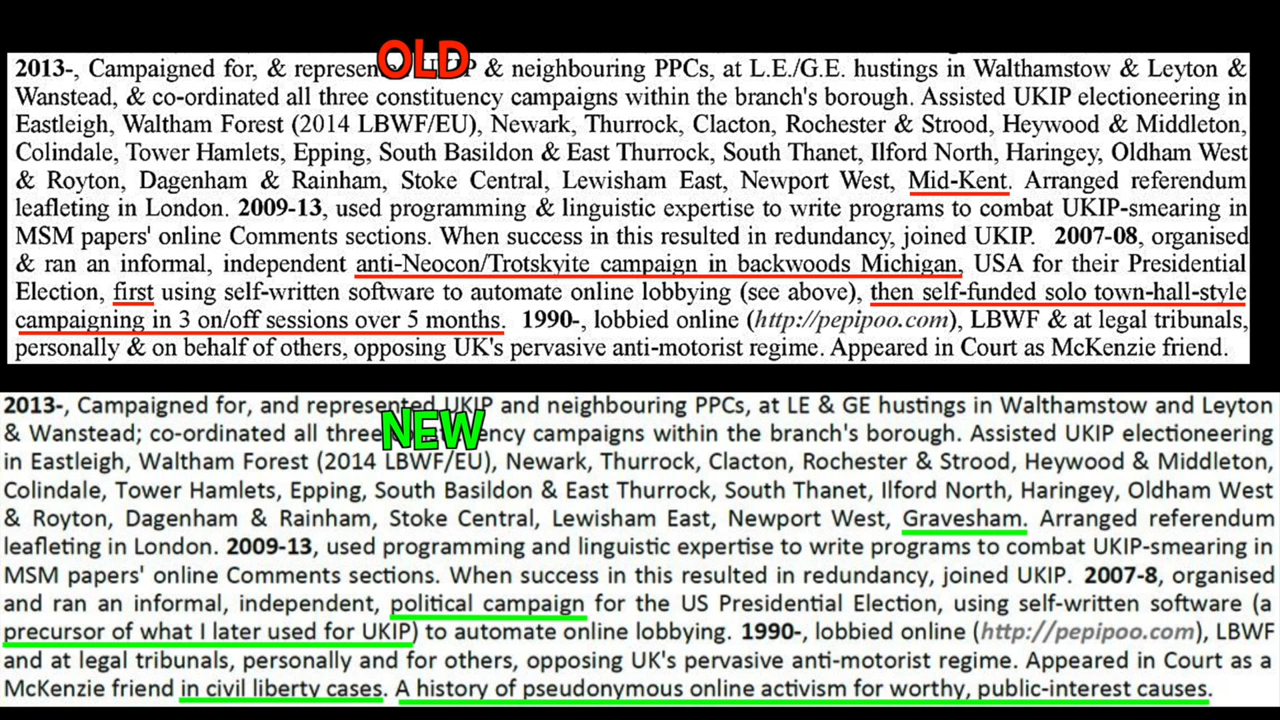 OLD
2013-, Campaigned for, & represen P & neighbouring PPCs, at L.E./G.E. hustings in Walthamstow & Leyton &
Wanstead, & co-ordinated all three constituency campaigns within the branch's borough. Assisted UKIP electioneering in
Eastleigh, Waltham Forest (2014 LBWF/EU), Newark, Thurrock, Clacton, Rochester & Strood, Heywood & Middleton,
Colindale, Tower Hamlets, Epping, South Basildon & East Thurrock, South Thanet, Ilford North, Haringey, Oldham West
& Royton, Dagenham & Rainham, Stoke Central, Lewisham East, Newport West, Mid-Kent. Arranged referendum
leafleting in London. 2009-13, used programming & linguistic expertise to write programs to combat UKIP-smearing in
MSM papers' online Comments sections. When success in this resulted in redundancy, joined UKIP. 2007-08, organised
& ran an informal, independent anti-Neocon/Trotskyite campaign in backwoods Michigan, USA for their Presidential
Election, first using self-written software to automate online lobbying (see above), then self-funded solo town-hall-style
campaigning in 3 on/off sessions over 5 months. 1990-, lobbied online (http://pepipoo.com), LBWF & at legal tribunals,
personally & on behalf of others, opposing UK's pervasive anti-motorist regime. Appeared in Court as McKenzie friend.
2013-, Campaigned for, and represented UKIP and neighbouring PPCs, at LE & GE hustings in Walthamstow and Leyton
NEW
& Wanstead; co-ordinated all three ency campaigns within the branch's borough. Assisted UKIP electioneering
in Eastleigh, Waltham Forest (2014 LBWF/EU), Newark, Thurrock, Clacton, Rochester & Strood, Heywood & Middleton,
Colindale, Tower Hamlets, Epping, South Basildon & East Thurrock, South Thanet, Ilford North, Haringey, Oldham West
& Royton, Dagenham & Rainham, Stoke Central, Lewisham East, Newport West, Gravesham. Arranged referendum
leafleting in London. 2009-13, used programming and linguistic expertise to write programs to combat UKIP-smearing in
MSM papers' online Comments sections. When success in this resulted in redundancy, joined UKIP. 2007-8, organised
and ran an informal, independent, political campaign for the US Presidential Election, using self-written software (a
precursor of what I later used for UKIP) to automate online lobbying. 1990-, lobbied online (http://pepipoo.com), LBWF
and at legal tribunals, personally and for others, opposing UK's pervasive anti-motorist regime. Appeared in Court as a
McKenzie friend in civil liberty cases. A history of pseudonymous online activism for worthy, public-interest causes.